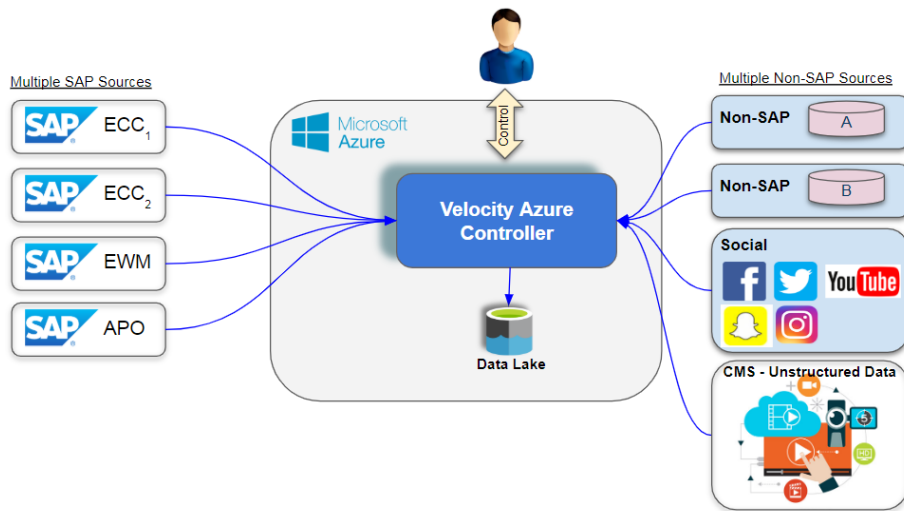 Multiple SAP Sources
SAP ECC1
SAP ECC2
SAP EWM
SAP APO
Control
Microsoft
Azure
Velocity Azure
Controller
Data Lake
Multiple Non-SAP Sources
Non-SAP A
Non-SAP B
Social
f
YouTube
CMS - Unstructured Data
HD